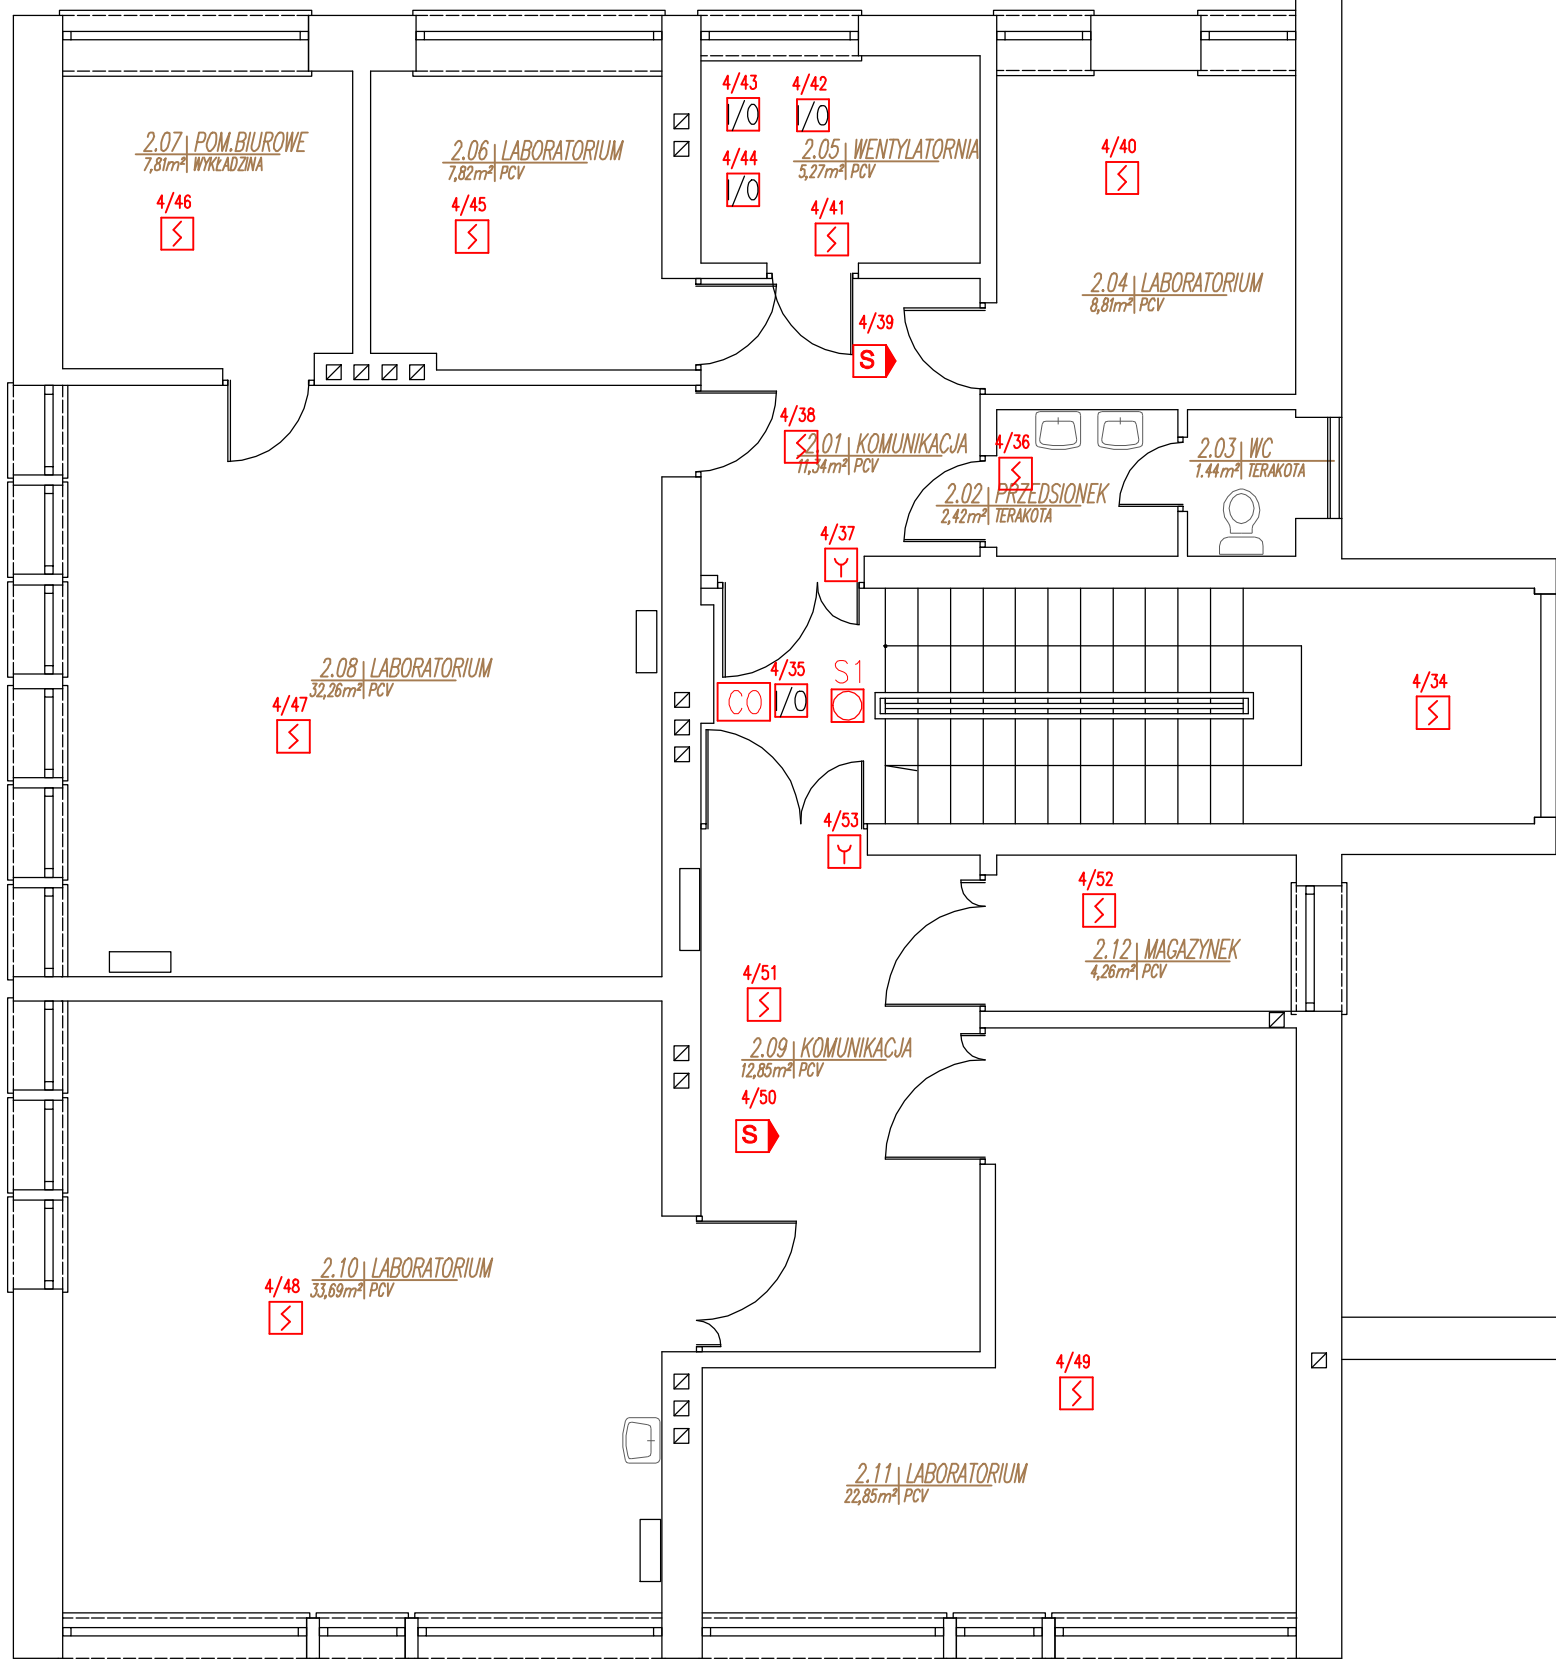 4/43
4/42
2.07 POM.BIUROWE
7,81m² WYKŁADZINA
2.06 LABORATORIUM
7,82m² PCV
I/O
I/O
2.05 WENTYLATORNIA
5,27m² PCV
4/40
4/44
I/O
4/46
4/45
4/41
2.04 LABORATORIUM
8,81m² PCV
4/39
S
4/38
2.01 KOMUNIKACJA
11,34m² PCV
4/36
2.03 WC
1.44m² TERAKOTA
2.02 PRZEDSIONEK
2,42m² TERAKOTA
4/37
Y
2.08 LABORATORIUM
32,26m² PCV
4/47
4/35
S1
CO
I/O
4/34
4/53
Y
4/52
2.12 MAGAZYNEK
4,26m² PCV
4/51
2.09 KOMUNIKACJA
12,85m² PCV
4/50
S
2.10 LABORATORIUM
33,69m² PCV
4/48
4/49
2.11 LABORATORIUM
22,85m² PCV